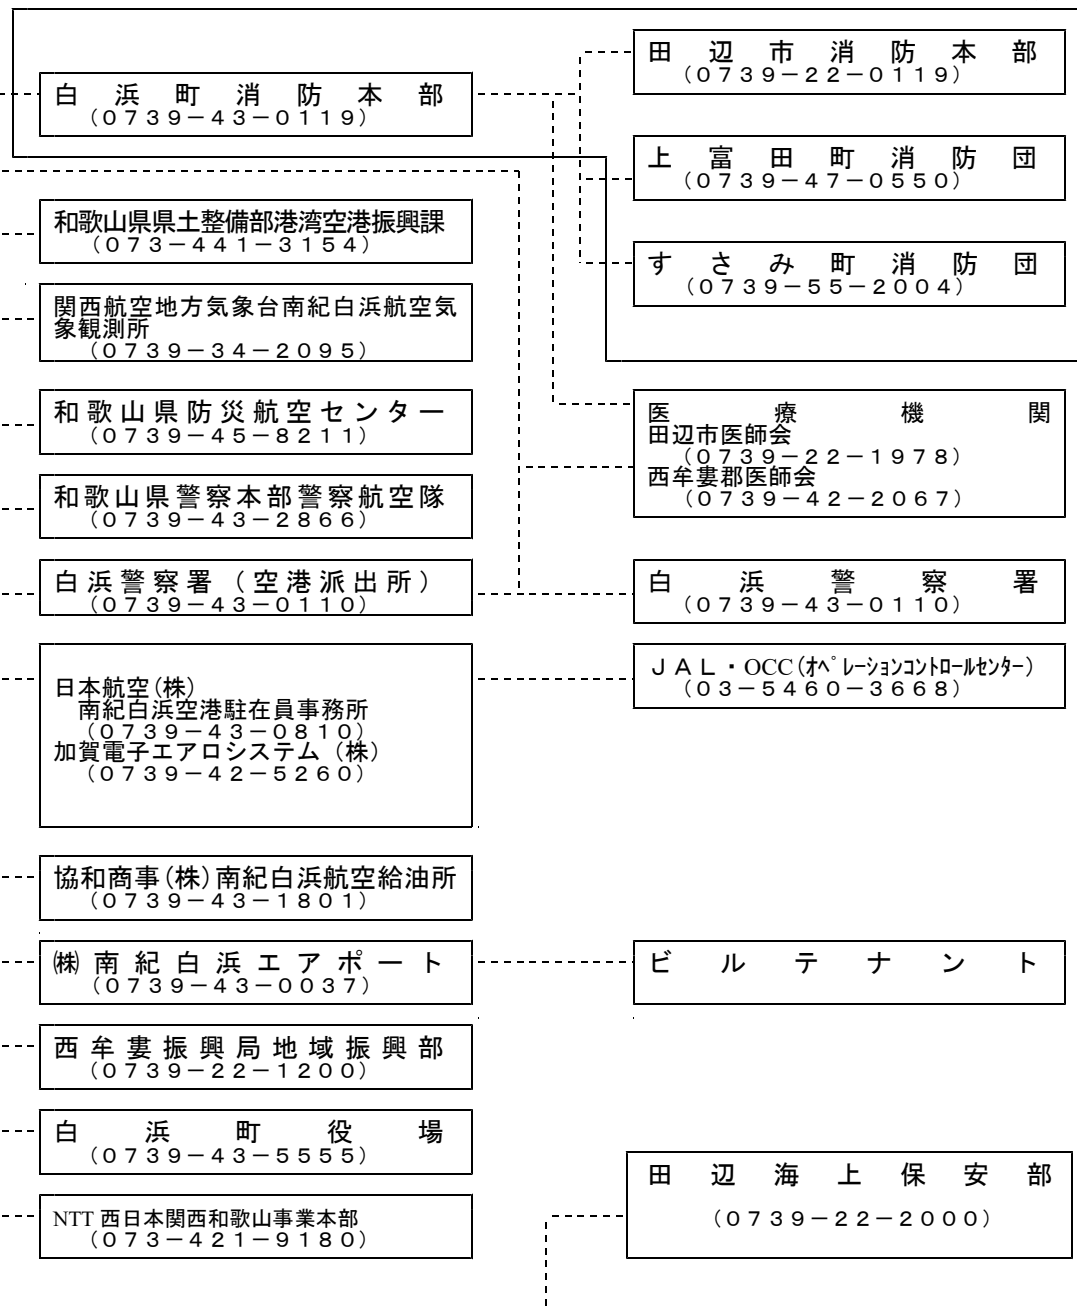 白浜町消防本部
（０７３９－４３－０１１９）
和歌山県県土整備部港湾空港振興課
（０７３－４４１－３１５４）
関西航空地方気象台南紀白浜航空気
象観測所
（０７３９－３４－２０９５）
和歌山県防災航空センター
（０７３９－４５－８２１１）
和歌山県警察本部警察航空隊
（０７３９－４３－２８６６）
白浜警察署（空港派出所）
（０７３９－４３－０１１０）
日本航空(株)
南紀白浜空港駐在員事務所
（０７３９－４３－０８１０）
加賀電子エアロシステム（株）
（０７３９－４２－５２６０）
協和商事(株)南紀白浜航空給油所
（０７３９－４３－１８０１）
㈱南紀白浜エアポート
（０７３９－４３－００３７）
西牟婁振興局地域振興部
（０７３９－２２－１２００）
白浜町役場
（０７３９－４３－５５５５）
NTT 西日本関西和歌山事業本部
（０７３－４２１－９１８０）
田辺市消防本部
（０７３９－２２－０１１９）
上富田町消防団
（０７３９－４７－０５５０）
すさみ町消防団
（０７３９－５５－２００４）
医療機関
田辺市医師会
（０７３９－２２－１９７８）
西牟婁郡医師会
（０７３９－４２－２０６７）
白浜警察署
（０７３９－４３－０１１０）
ＪＡＬ・OCC(ｵﾍﾟﾚｰｼｮﾝｺﾝﾄﾛｰﾙｾﾝﾀｰ)
（０３－５４６０－３６６８）
ビルテナント
田辺海上保安部
（０７３９－２２－２０００）